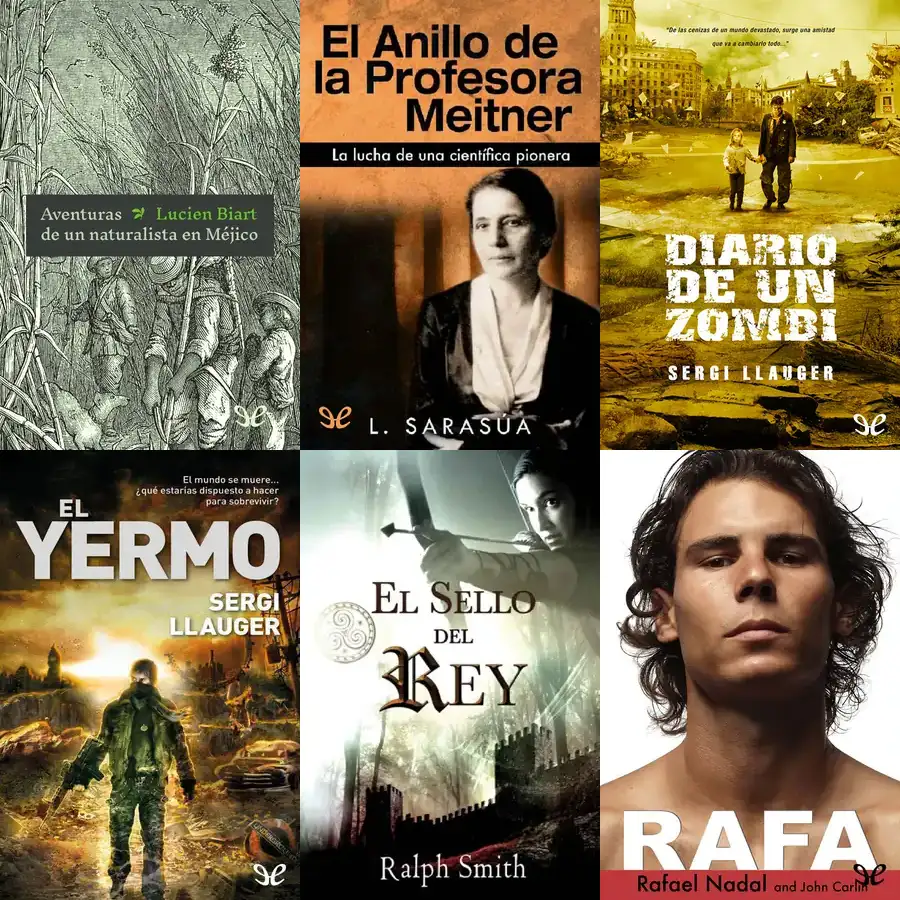 Aventuras Lucien Biart
de un naturalista en Méjico
El Anillo de
la Profesora
Meitner
La lucha de una científica pionera
L. SARASÚA
"De las cenizas de un mundo devastado, surge una amistad
que va a cambiarlo todo..."
DIARIO
DE UN
ZOMBI
SERGI LLAUGER
El mundo se muere...
¿qué estarías dispuesto a hacer
para sobrevivir?
EL
YERMO
SERGI
LLAUGER
EL SELLO
DEL
REY
Ralph Smith
RAFA
Rafael Nadal and John Carlin